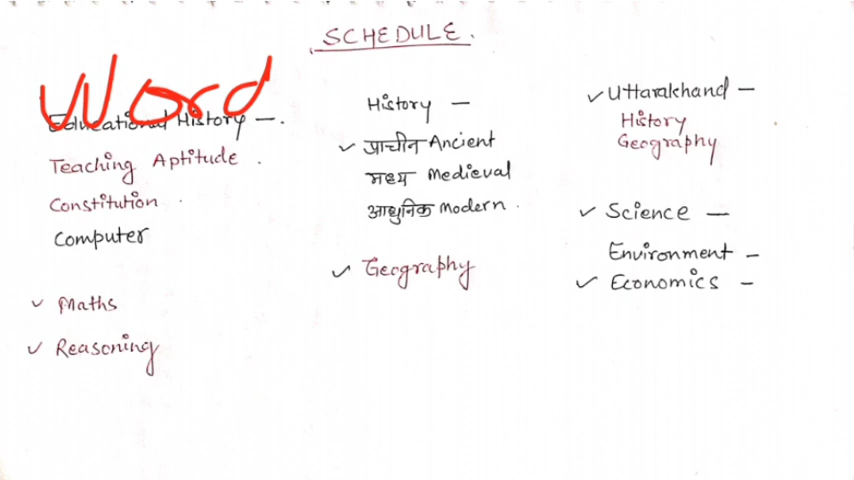 SCHEDULE.
Word
Educational History -.
Teaching Aptitude .
Constitution .
Computer
✓ Maths
✓ Reasoning
History -
✓ प्राचीन Ancient
मध्य Medieval
आधुनिक Modern .
✓ Geography
✓ Uttarakhand -
History
Geography
✓ Science -
Environment -
✓ Economics -